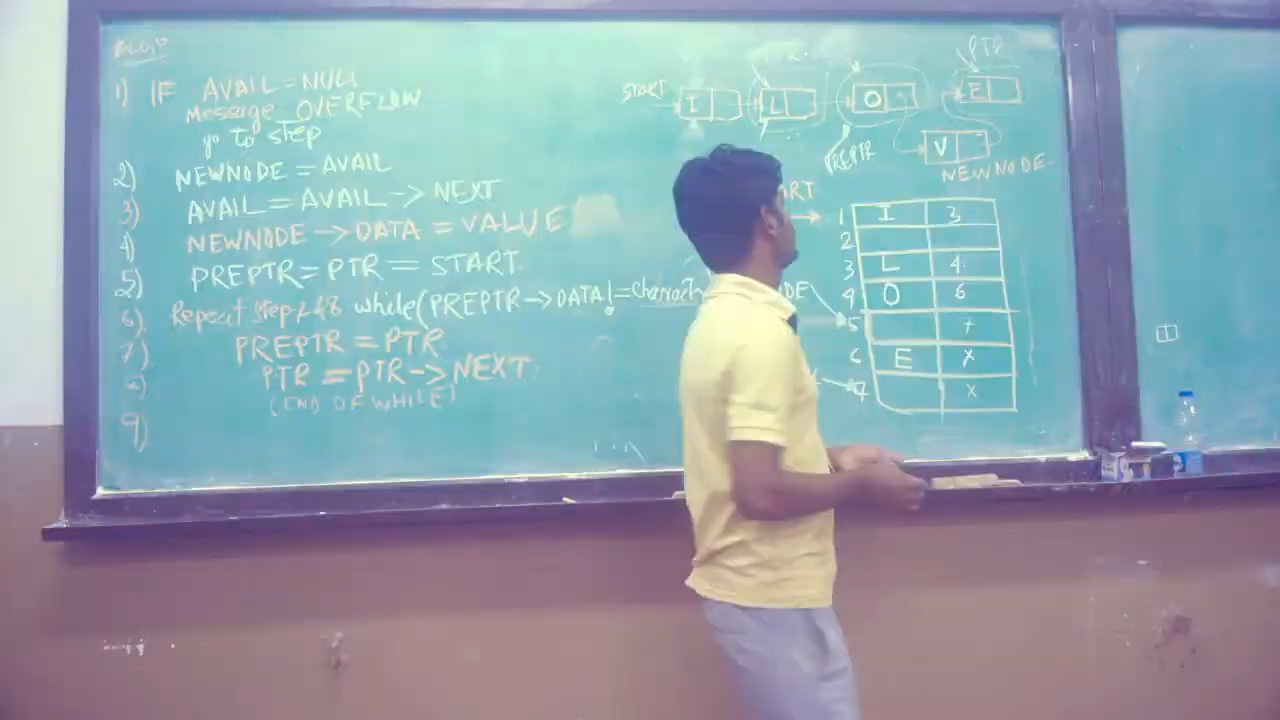 Algo
1) IF AVAIL = NULL
Message OVERFLOW
go to step
2) NEWNODE = AVAIL
3) AVAIL = AVAIL -> NEXT
4) NEWNODE -> DATA = VALUE
5) PREPTR = PTR = START.
6) Repeat step 7 & 8 while (PREPTR -> DATA != charact
7) PREPTR = PTR
8) PTR = PTR -> NEXT
(END OF WHILE)
9)
PTR
START I L O E
PREPTR V
NEWNODE.
ART
1 I 3
2
3 L 4
4 O 6
DE 5 +
6 E X
7 X